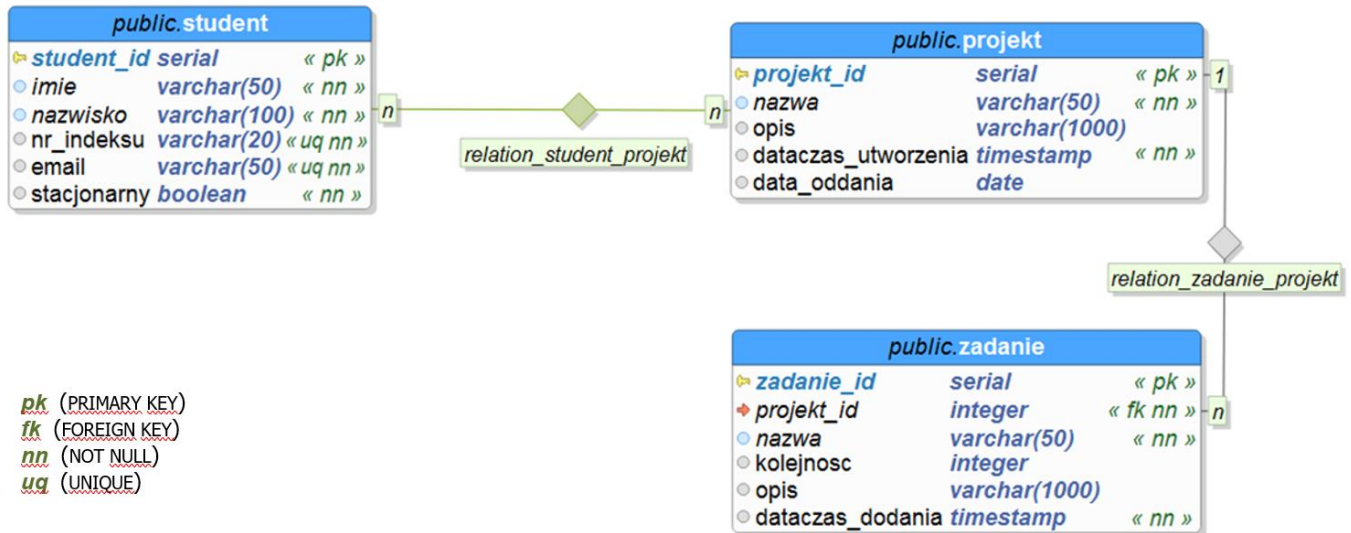 public.student
student_id serial « pk »
imie varchar(50) « nn »
nazwisko varchar(100) « nn »
nr_indeksu varchar(20) « uq nn »
email varchar(50) « uq nn »
stacjonarny boolean « nn »
n
n
relation_student_projekt
public.projekt
projekt_id serial « pk »
1
nazwa varchar(50) « nn »
opis varchar(1000)
dataczas_utworzenia timestamp « nn »
data_oddania date
relation_zadanie_projekt
public.zadanie
zadanie_id serial « pk »
projekt_id integer « fk nn »
n
nazwa varchar(50) « nn »
kolejnosc integer
opis varchar(1000)
dataczas_dodania timestamp « nn »
pk (PRIMARY KEY)
fk (FOREIGN KEY)
nn (NOT NULL)
uq (UNIQUE)